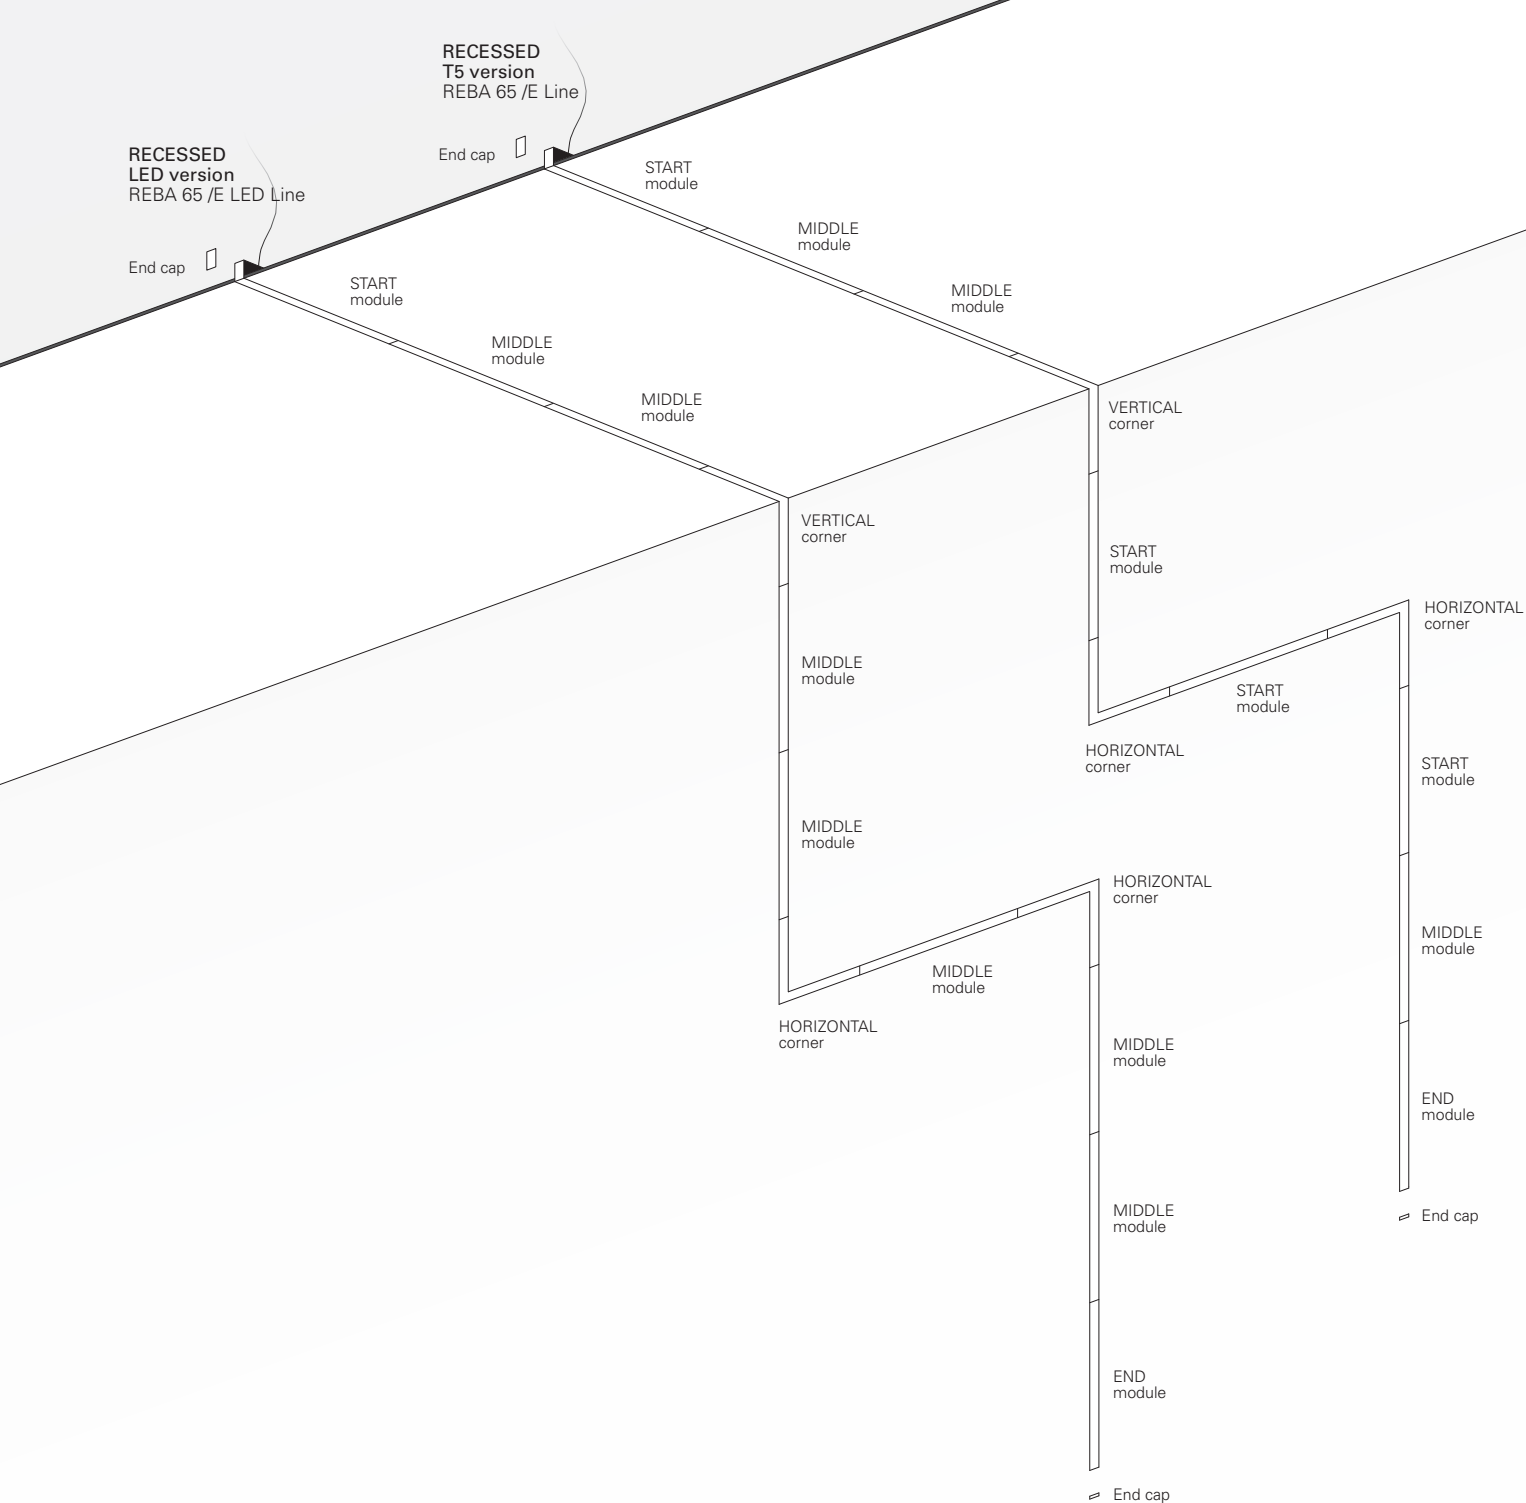 RECESSED
T5 version
REBA 65 /E Line
End cap
RECESSED
LED version
REBA 65 /E LED Line
End cap
START
module
MIDDLE
module
MIDDLE
module
START
module
MIDDLE
module
MIDDLE
module
VERTICAL
corner
VERTICAL
corner
START
module
HORIZONTAL
corner
MIDDLE
module
START
module
HORIZONTAL
corner
START
module
MIDDLE
module
HORIZONTAL
corner
MIDDLE
module
MIDDLE
module
HORIZONTAL
corner
MIDDLE
module
END
module
MIDDLE
module
End cap
END
module
End cap